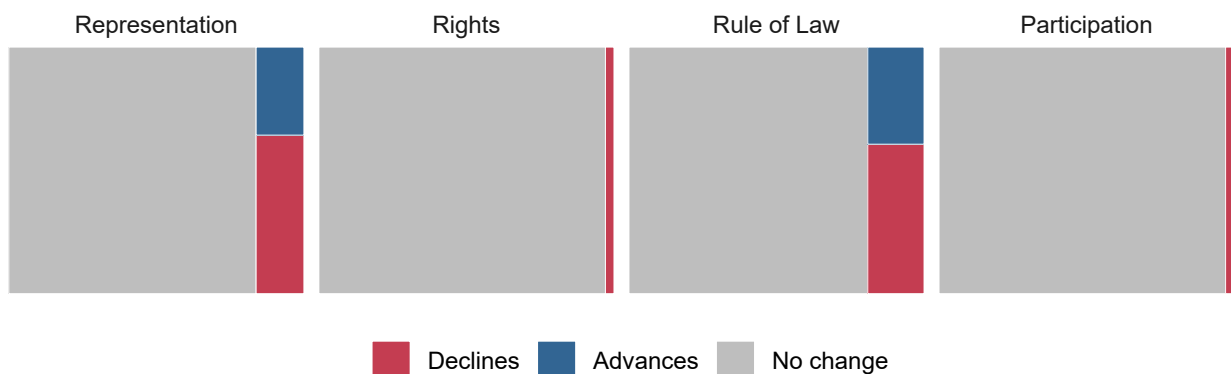 Representation Rights Rule of Law Participation
Declines Advances No change